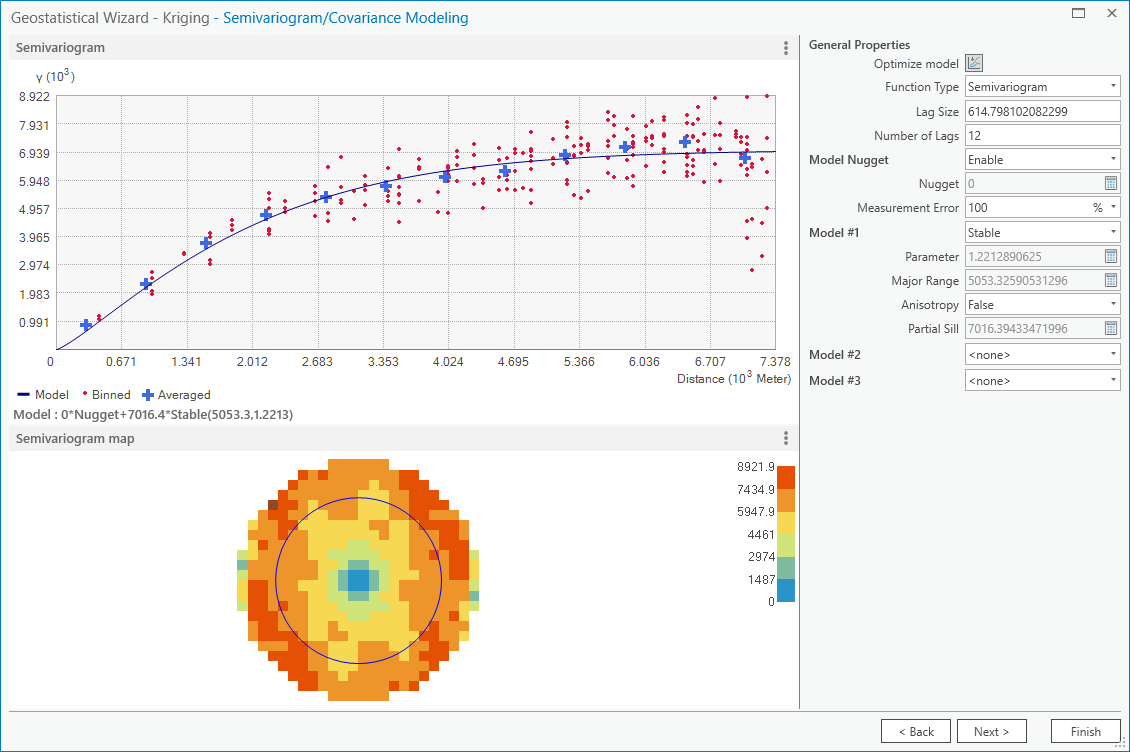 Geostatistical Wizard - Kriging - Semivariogram/Covariance Modeling
Semivariogram
γ (10³)
8.922
7.931
6.939
5.948
4.957
3.965
2.974
1.983
0.991
0 0.671 1.341 2.012 2.683 3.353 4.024 4.695 5.366 6.036 6.707 7.378
Distance (10³ Meter)
Model Binned Averaged
Model : 0*Nugget+7016.4*Stable(5053.3,1.2213)
Semivariogram map
8921.9
7434.9
5947.9
4461
2974
1487
0
General Properties
Optimize model
Function Type Semivariogram
Lag Size 614.798102082299
Number of Lags 12
Model Nugget Enable
Nugget 0
Measurement Error 100 %
Model #1 Stable
Parameter 1.2212890625
Major Range 5053.32590531296
Anisotropy False
Partial Sill 7016.39433471996
Model #2 <none>
Model #3 <none>
< Back Next > Finish